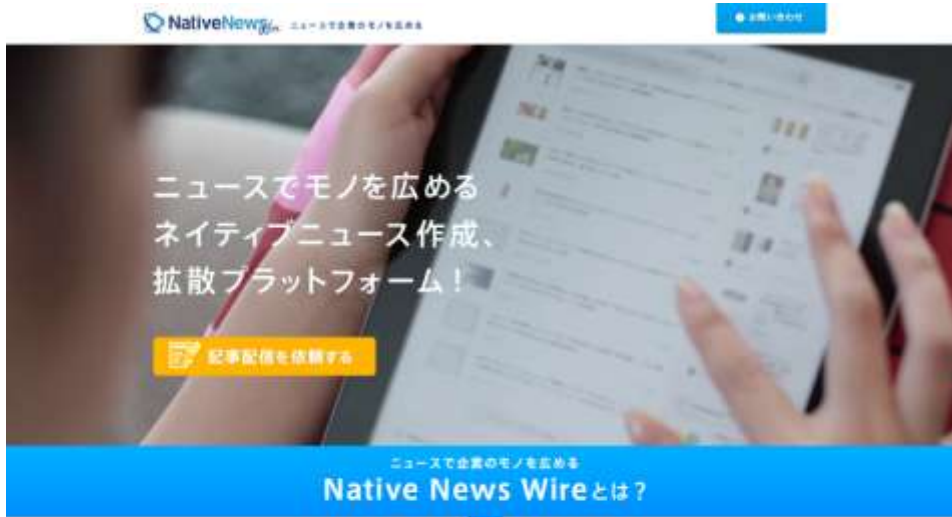 NativeNewsWire ニュースで企業のモノを広める
お問い合わせ
ニュースでモノを広める
ネイティブニュース作成、
拡散プラットフォーム！
記事配信を依頼する
ニュースで企業のモノを広める
Native News Wireとは？